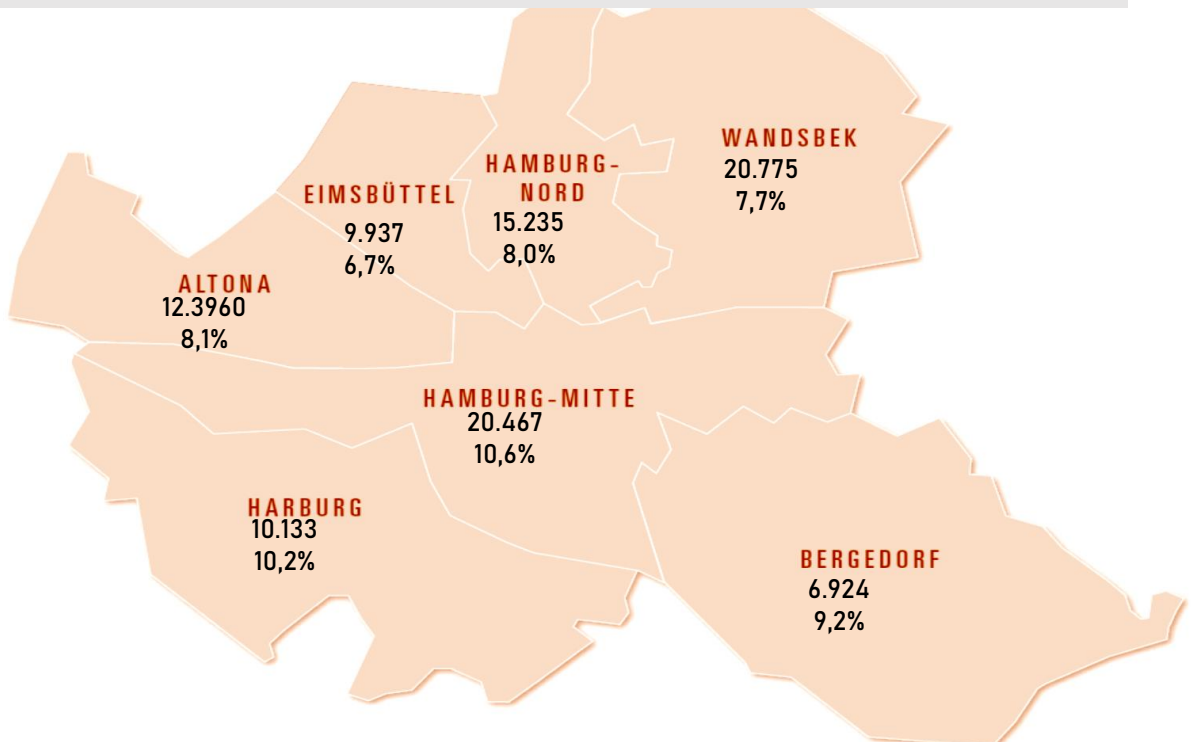 WANDSBEK
20.775
7,7%
HAMBURG-
NORD
15.235
8,0%
EIMSBÜTTEL
9.937
6,7%
ALTONA
12.3960
8,1%
HAMBURG-MITTE
20.467
10,6%
HARBURG
10.133
10,2%
BERGEDORF
6.924
9,2%